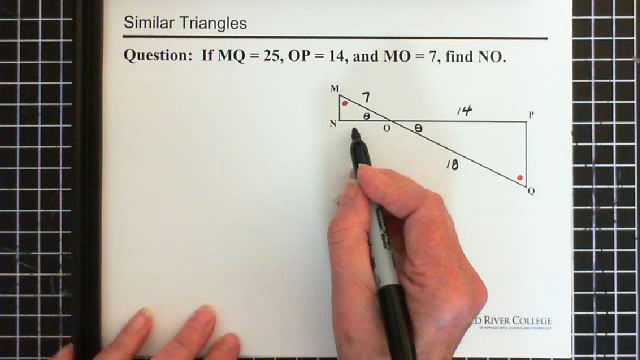 Similar Triangles
Question: If MQ = 25, OP = 14, and MO = 7, find NO.
M
7
14
P
θ
N
O
θ
18
Q
RIVER COLLEGE